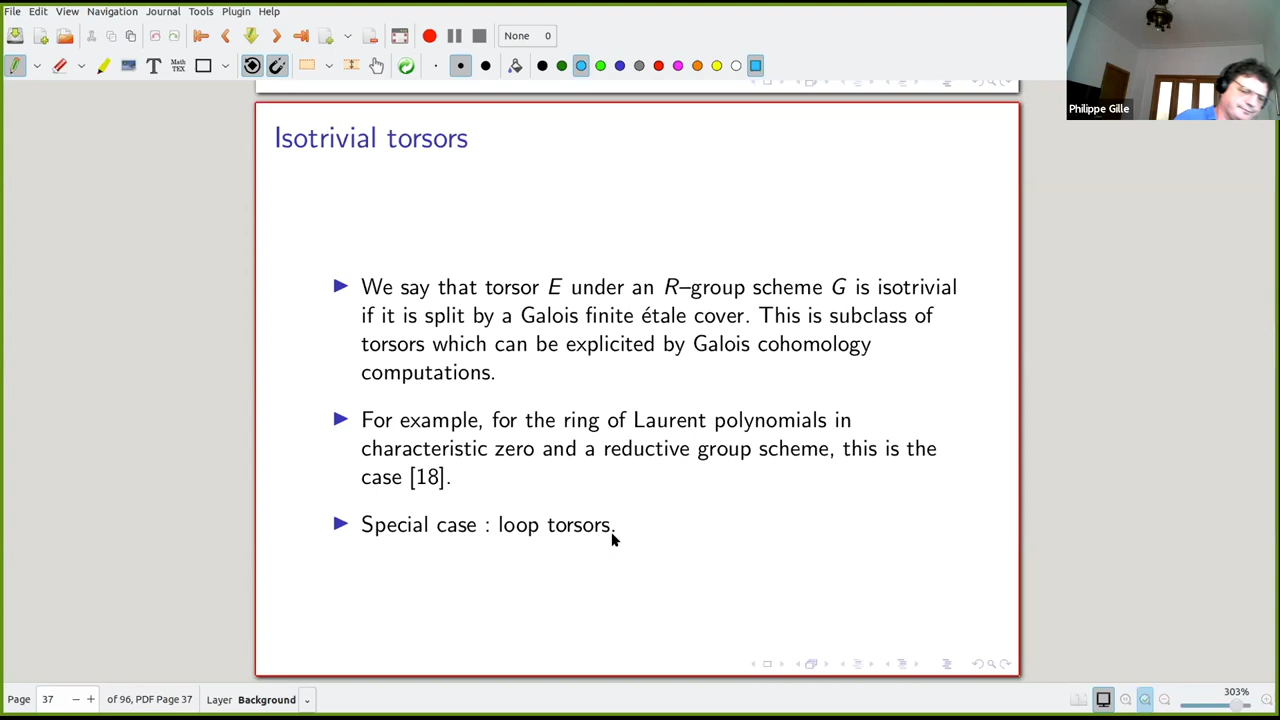 File Edit View Navigation Journal Tools Plugin Help
None 0
T Math TEX
Philippe Gille
Isotrivial torsors
We say that torsor E under an R–group scheme G is isotrivial
if it is split by a Galois finite étale cover. This is subclass of
torsors which can be explicited by Galois cohomology
computations.
For example, for the ring of Laurent polynomials in
characteristic zero and a reductive group scheme, this is the
case [18].
Special case : loop torsors.
Page 37 − + of 96, PDF Page 37 Layer Background 303%